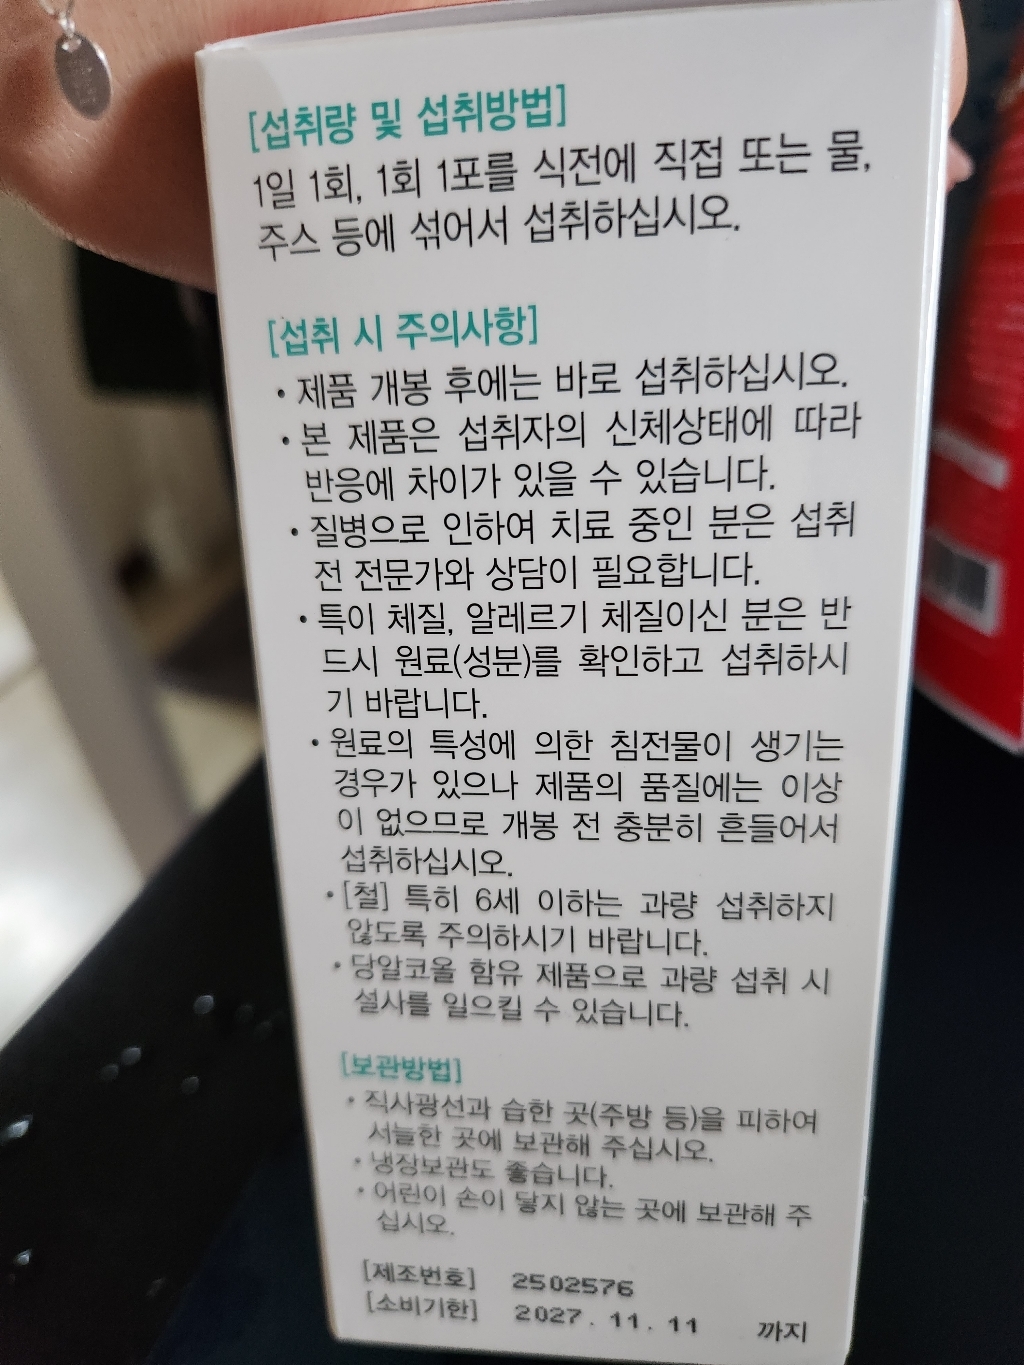 [섭취량 및 섭취방법]
1일 1회, 1회 1포를 식전에 직접 또는 물,
주스 등에 섞어서 섭취하십시오.
[섭취 시 주의사항]
• 제품 개봉 후에는 바로 섭취하십시오.
• 본 제품은 섭취자의 신체상태에 따라
반응에 차이가 있을 수 있습니다.
• 질병으로 인하여 치료 중인 분은 섭취
전 전문가와 상담이 필요합니다.
• 특이 체질, 알레르기 체질이신 분은 반
드시 원료(성분)를 확인하고 섭취하시
기 바랍니다.
• 원료의 특성에 의한 침전물이 생기는
경우가 있으나 제품의 품질에는 이상
이 없으므로 개봉 전 충분히 흔들어서
섭취하십시오.
• [철] 특히 6세 이하는 과량 섭취하지
않도록 주의하시기 바랍니다.
• 당알코올 함유 제품으로 과량 섭취 시
설사를 일으킬 수 있습니다.
[보관방법]
• 직사광선과 습한 곳(주방 등)을 피하여
서늘한 곳에 보관해 주십시오.
• 냉장보관도 좋습니다.
• 어린이 손이 닿지 않는 곳에 보관해 주
십시오.
[제조번호] 2502576
[소비기한] 2027. 11. 11 까지